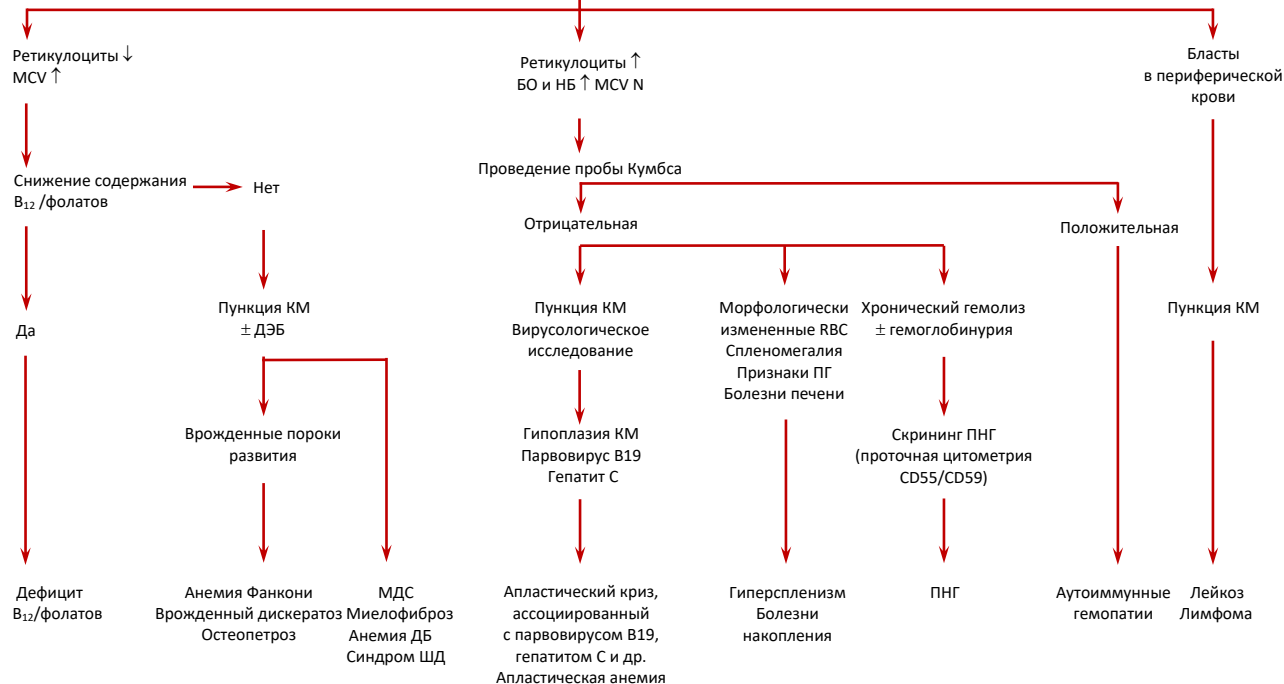 Ретикулоциты ↓
MCV ↑
Ретикулоциты ↑
БО и НБ ↑ MCV N
Бласты
в периферической
крови
Снижение содержания
B₁₂ /фолатов
Нет
Проведение пробы Кумбса
Отрицательная
Положительная
Да
Пункция КМ
± ДЭБ
Пункция КМ
Вирусологическое
исследование
Морфологически
измененные RBC
Спленомегалия
Признаки ПГ
Болезни печени
Хронический гемолиз
± гемоглобинурия
Пункция КМ
Врожденные пороки
развития
Гипоплазия КМ
Парвовирус B19
Гепатит С
Скрининг ПНГ
(проточная цитометрия
CD55/CD59)
Дефицит
B₁₂/фолатов
Анемия Фанкони
Врожденный дискератоз
Остеопетроз
МДС
Миелофиброз
Анемия ДБ
Синдром ШД
Апластический криз,
ассоциированный
с парвовирусом B19,
гепатитом С и др.
Апластическая анемия
Гиперспленизм
Болезни
накопления
ПНГ
Аутоиммунные
гемопатии
Лейкоз
Лимфома